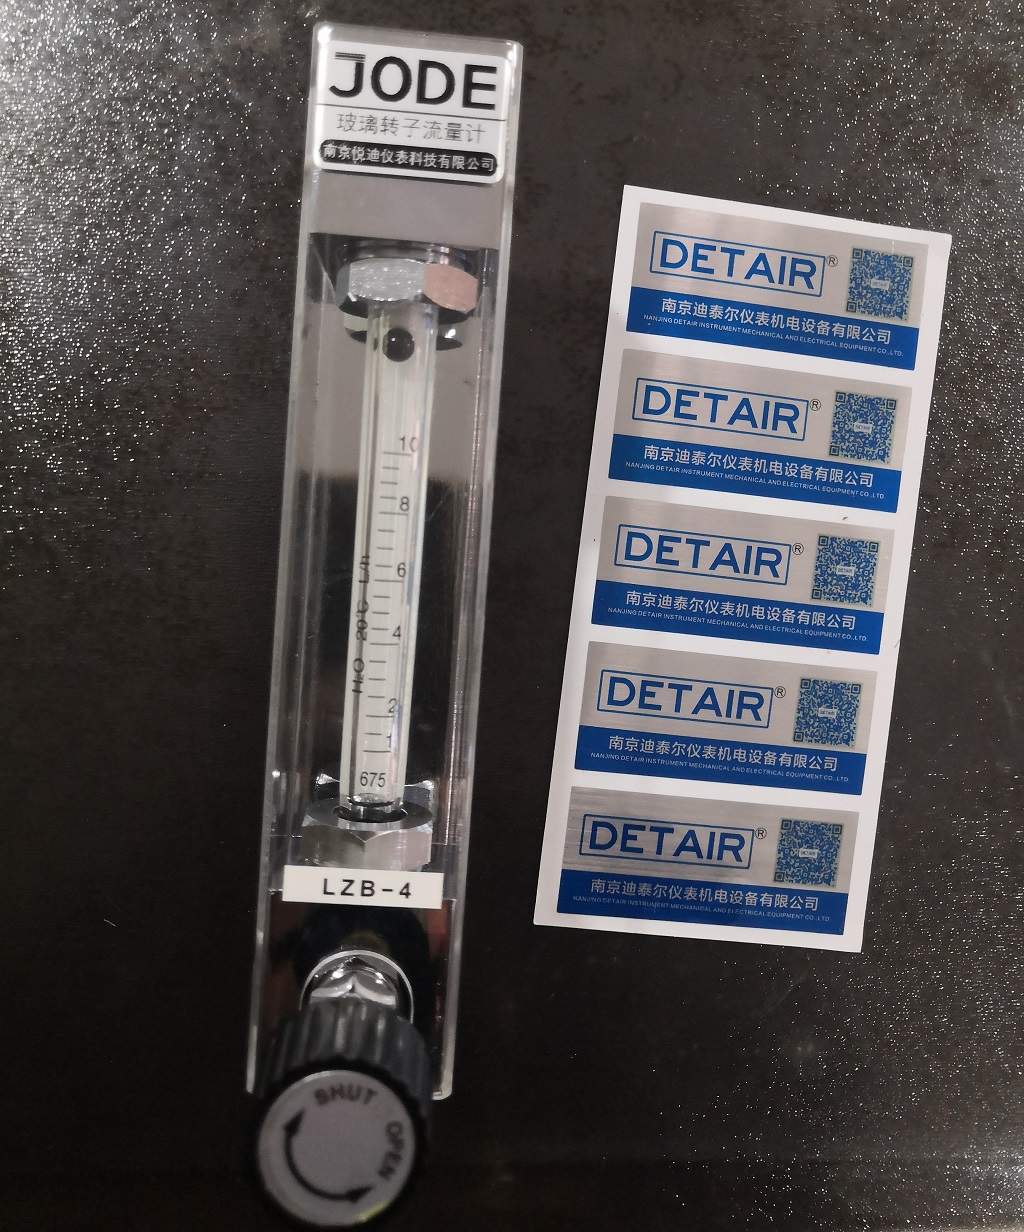 JODE
玻璃转子流量计
南京悦迪仪表科技有限公司
10
8
6
4
2
1
H₂O 20℃ L/h
675
LZB-4
SHUT
OPEN
DETAIR®
南京迪泰尔仪表机电设备有限公司
NANJING DETAIR INSTRUMENT MECHANICAL AND ELECTRICAL EQUIPMENT CO.,LTD.
DETAIR®
南京迪泰尔仪表机电设备有限公司
NANJING DETAIR INSTRUMENT MECHANICAL AND ELECTRICAL EQUIPMENT CO.,LTD.
DETAIR®
南京迪泰尔仪表机电设备有限公司
NANJING DETAIR INSTRUMENT MECHANICAL AND ELECTRICAL EQUIPMENT CO.,LTD.
DETAIR®
南京迪泰尔仪表机电设备有限公司
NANJING DETAIR INSTRUMENT MECHANICAL AND ELECTRICAL EQUIPMENT CO.,LTD.
DETAIR®
南京迪泰尔仪表机电设备有限公司
NANJING DETAIR INSTRUMENT MECHANICAL AND ELECTRICAL EQUIPMENT CO.,LTD.